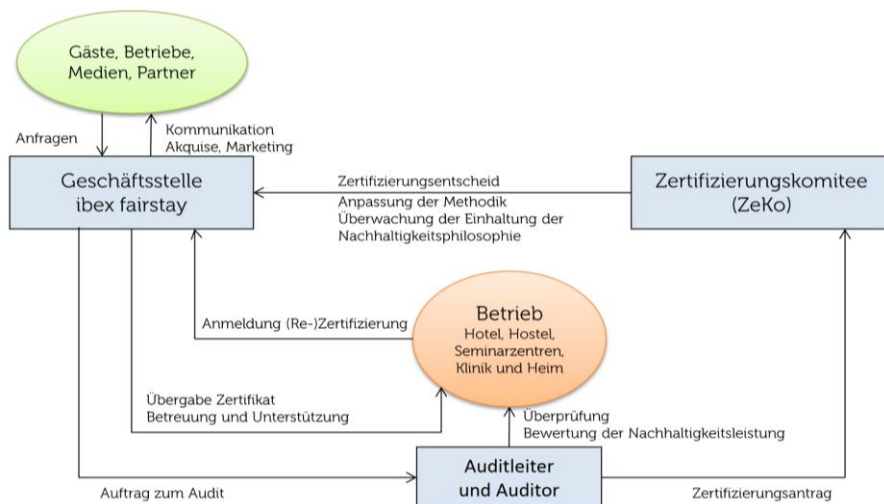 Gäste, Betriebe,
Medien, Partner
Anfragen
Kommunikation
Akquise, Marketing
Geschäftsstelle
ibex fairstay
Zertifizierungsentscheid
Anpassung der Methodik
Überwachung der Einhaltung der
Nachhaltigkeitsphilosophie
Zertifizierungskomitee
(ZeKo)
Anmeldung (Re-)Zertifizierung
Betrieb
Hotel, Hostel,
Seminarzentren,
Klinik und Heim
Übergabe Zertifikat
Betreuung und Unterstützung
Überprüfung
Bewertung der Nachhaltigkeitsleistung
Auftrag zum Audit
Auditleiter
und Auditor
Zertifizierungsantrag